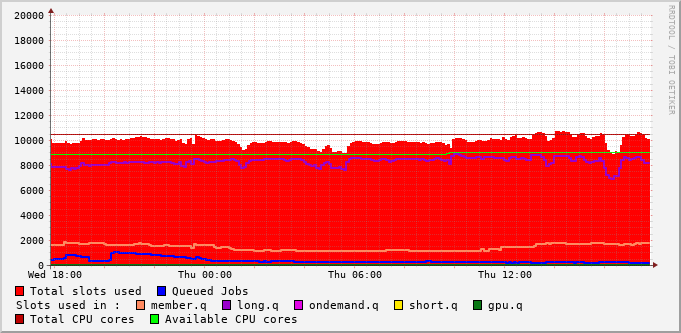 20000
18000
16000
14000
12000
10000
8000
6000
4000
2000
0
Wed 18:00 Thu 00:00 Thu 06:00 Thu 12:00
Total slots used Queued Jobs
Slots used in : member.q long.q ondemand.q short.q gpu.q
Total CPU cores Available CPU cores
RRDTOOL / TOBI OETIKER